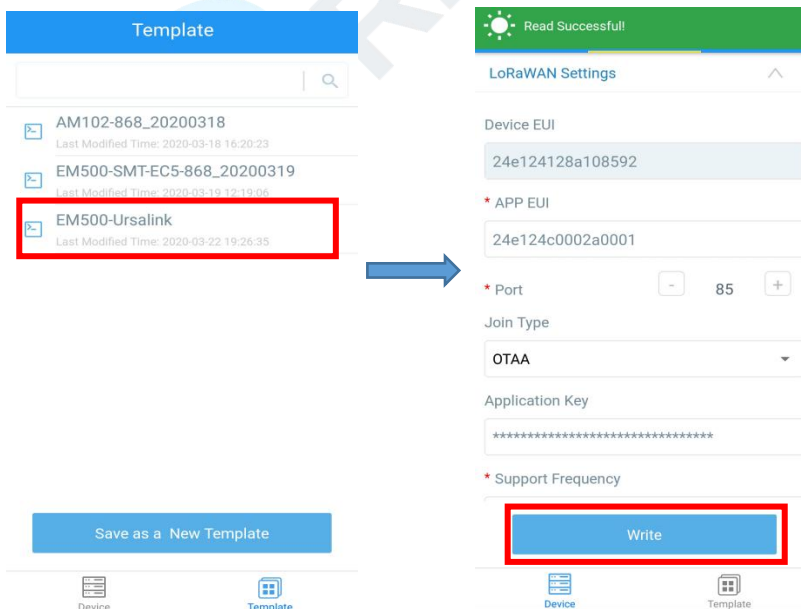 Template
AM102-868_20200318
Last Modified Time: 2020-03-18 16:20:23
EM500-SMT-EC5-868_20200319
Last Modified Time: 2020-03-19 12:19:06
EM500-Ursalink
Last Modified Time: 2020-03-22 19:26:35
Save as a New Template
Device
Template
Read Successful!
LoRaWAN Settings
Device EUI
24e124128a108592
* APP EUI
24e124c0002a0001
* Port
- 85 +
Join Type
OTAA
Application Key
********************************
* Support Frequency
Write
Device
Template